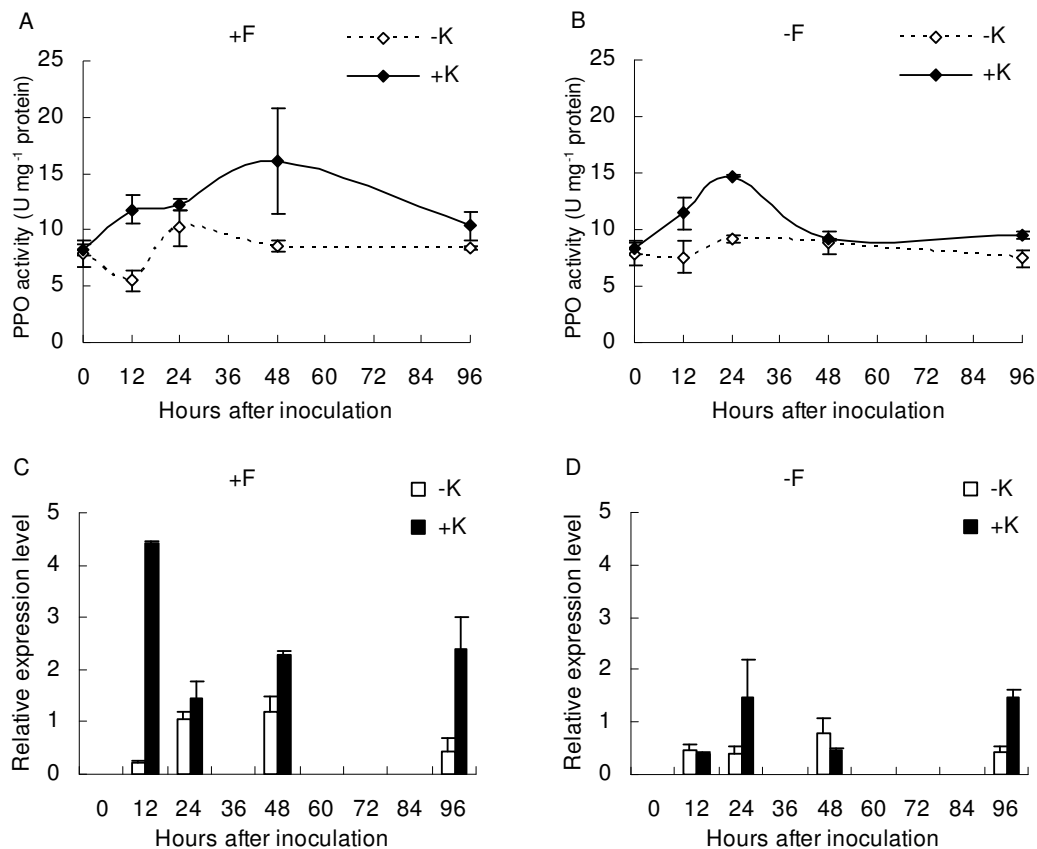 A
+F
-K
+K
PPO activity (U mg⁻¹ protein)
25
20
15
10
5
0
0 12 24 36 48 60 72 84 96
Hours after inoculation
B
-F
-K
+K
PPO activity (U mg⁻¹ protein)
25
20
15
10
5
0
0 12 24 36 48 60 72 84 96
Hours after inoculation
C
+F
-K
+K
Relative expression level
5
4
3
2
1
0
0 12 24 36 48 60 72 84 96
Hours after inoculation
D
-F
-K
+K
Relative expression level
5
4
3
2
1
0
0 12 24 36 48 60 72 84 96
Hours after inoculation